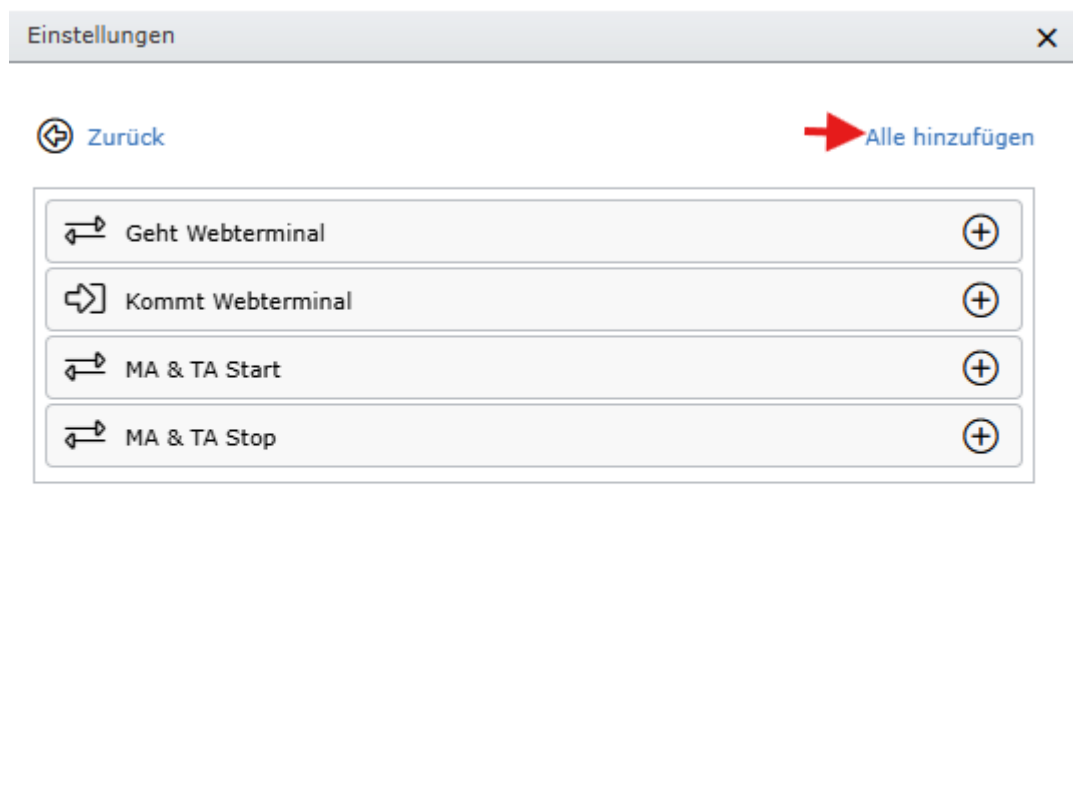 Einstellungen
Zurück
Alle hinzufügen
Geht Webterminal
Kommt Webterminal
MA & TA Start
MA & TA Stop